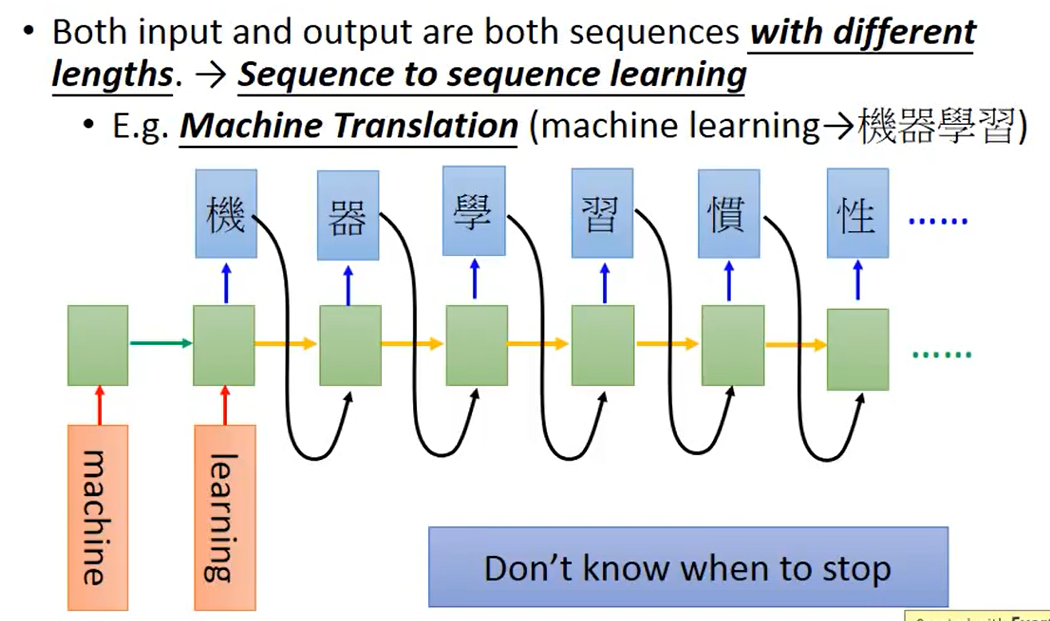 • Both input and output are both sequences with different
lengths. → Sequence to sequence learning
• E.g. Machine Translation (machine learning→機器學習)
機 器 學 習 慣 性 ……
……
machine
learning
Don't know when to stop